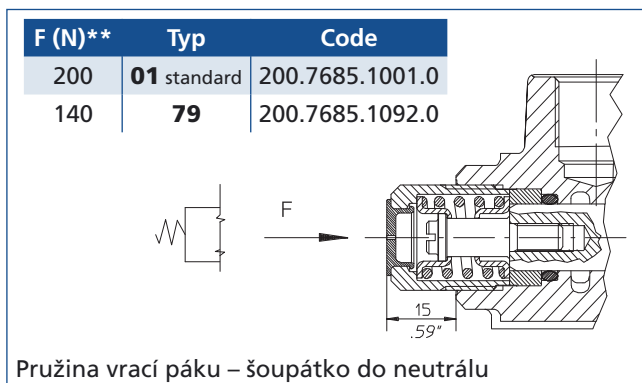 F (N)** Typ Code
200 01 standard 200.7685.1001.0
140 79 200.7685.1092.0
F
15
.59"
Pružina vrací páku – šoupátko do neutrálu